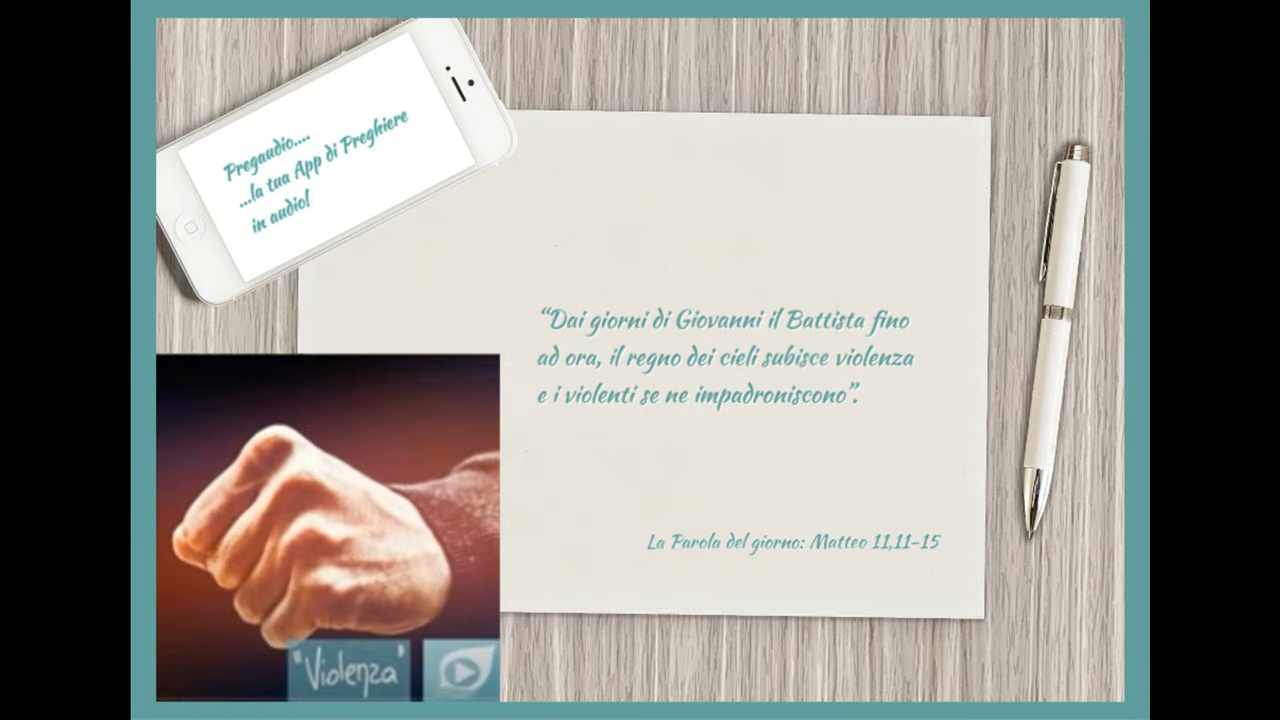 Pregaudio....
...la tua App di Preghiere
in audio!
“Dai giorni di Giovanni il Battista fino
ad ora, il regno dei cieli subisce violenza
e i violenti se ne impadroniscono”.
La Parola del giorno: Matteo 11,11-15
"Violenza"